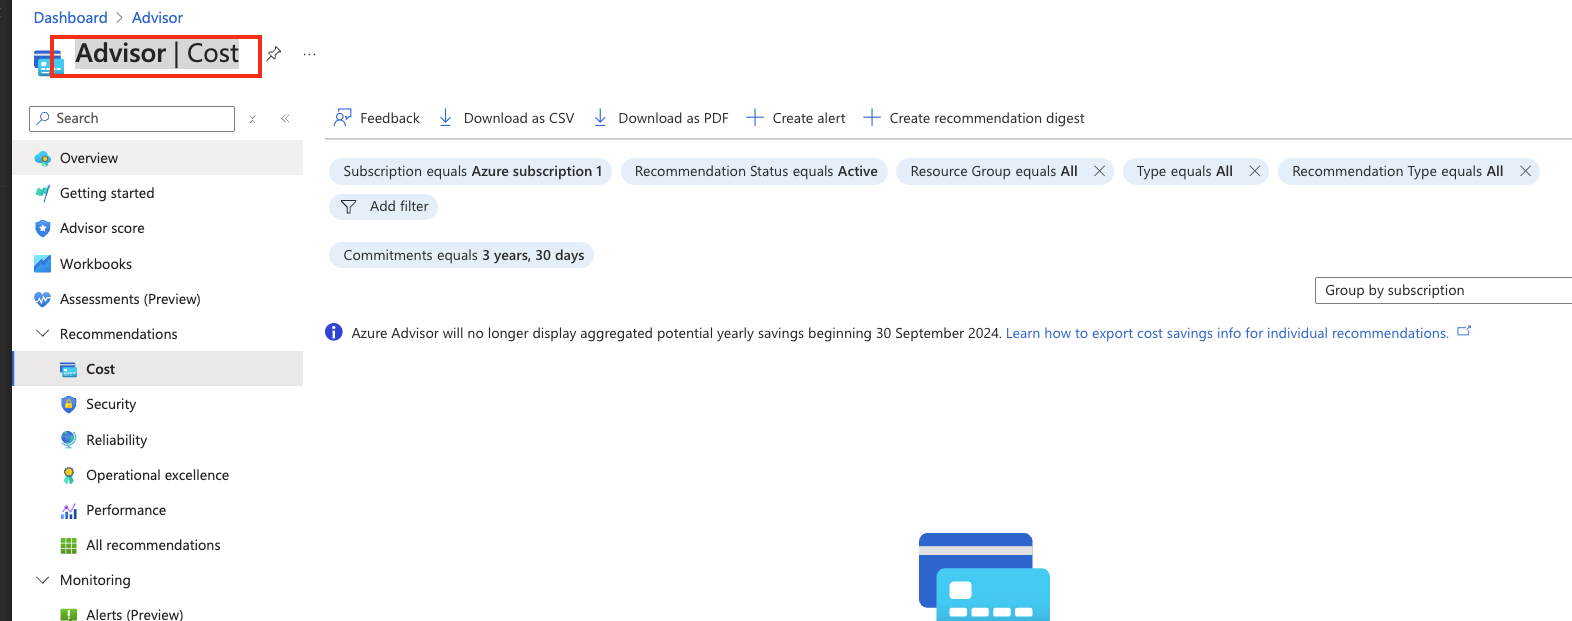 Dashboard > Advisor
Advisor | Cost
Search
Feedback Download as CSV Download as PDF Create alert Create recommendation digest
Overview
Getting started
Advisor score
Workbooks
Assessments (Preview)
Recommendations
Cost
Security
Reliability
Operational excellence
Performance
All recommendations
Monitoring
Alerts (Preview)
Subscription equals Azure subscription 1 Recommendation Status equals Active Resource Group equals All Type equals All Recommendation Type equals All
Add filter
Commitments equals 3 years, 30 days
Group by subscription
Azure Advisor will no longer display aggregated potential yearly savings beginning 30 September 2024. Learn how to export cost savings info for individual recommendations.